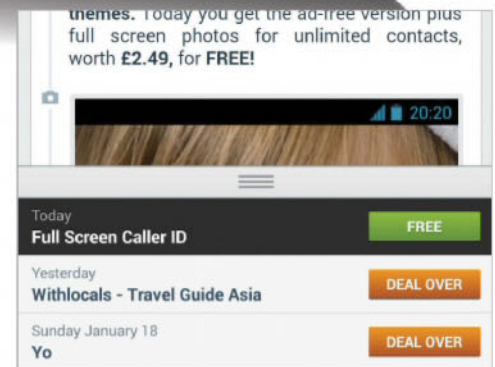 themes. Today you get the ad-free version plus
full screen photos for unlimited contacts,
worth £2.49, for FREE!
20:20
Today
Full Screen Caller ID
FREE
Yesterday
Withlocals - Travel Guide Asia
DEAL OVER
Sunday January 18
Yo
DEAL OVER